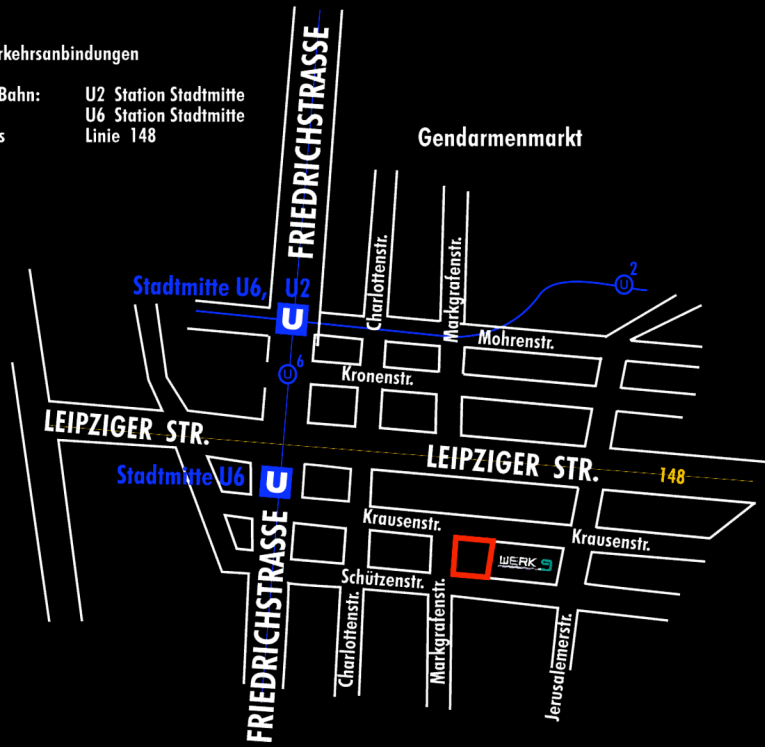 rkehrsanbindungen
Bahn: U2 Station Stadtmitte
U6 Station Stadtmitte
s Linie 148
FRIEDRICHSTRASSE
Gendarmenmarkt
Charlottenstr.
Markgrafenstr.
2
U
Stadtmitte U6, U2
U
Mohrenstr.
6
U
Kronenstr.
LEIPZIGER STR.
LEIPZIGER STR.
148
Stadtmitte U6
U
Krausenstr.
Krausenstr.
WERK 9
Schützenstr.
FRIEDRICHSTRASSE
Charlottenstr.
Markgrafenstr.
Jerusalemerstr.